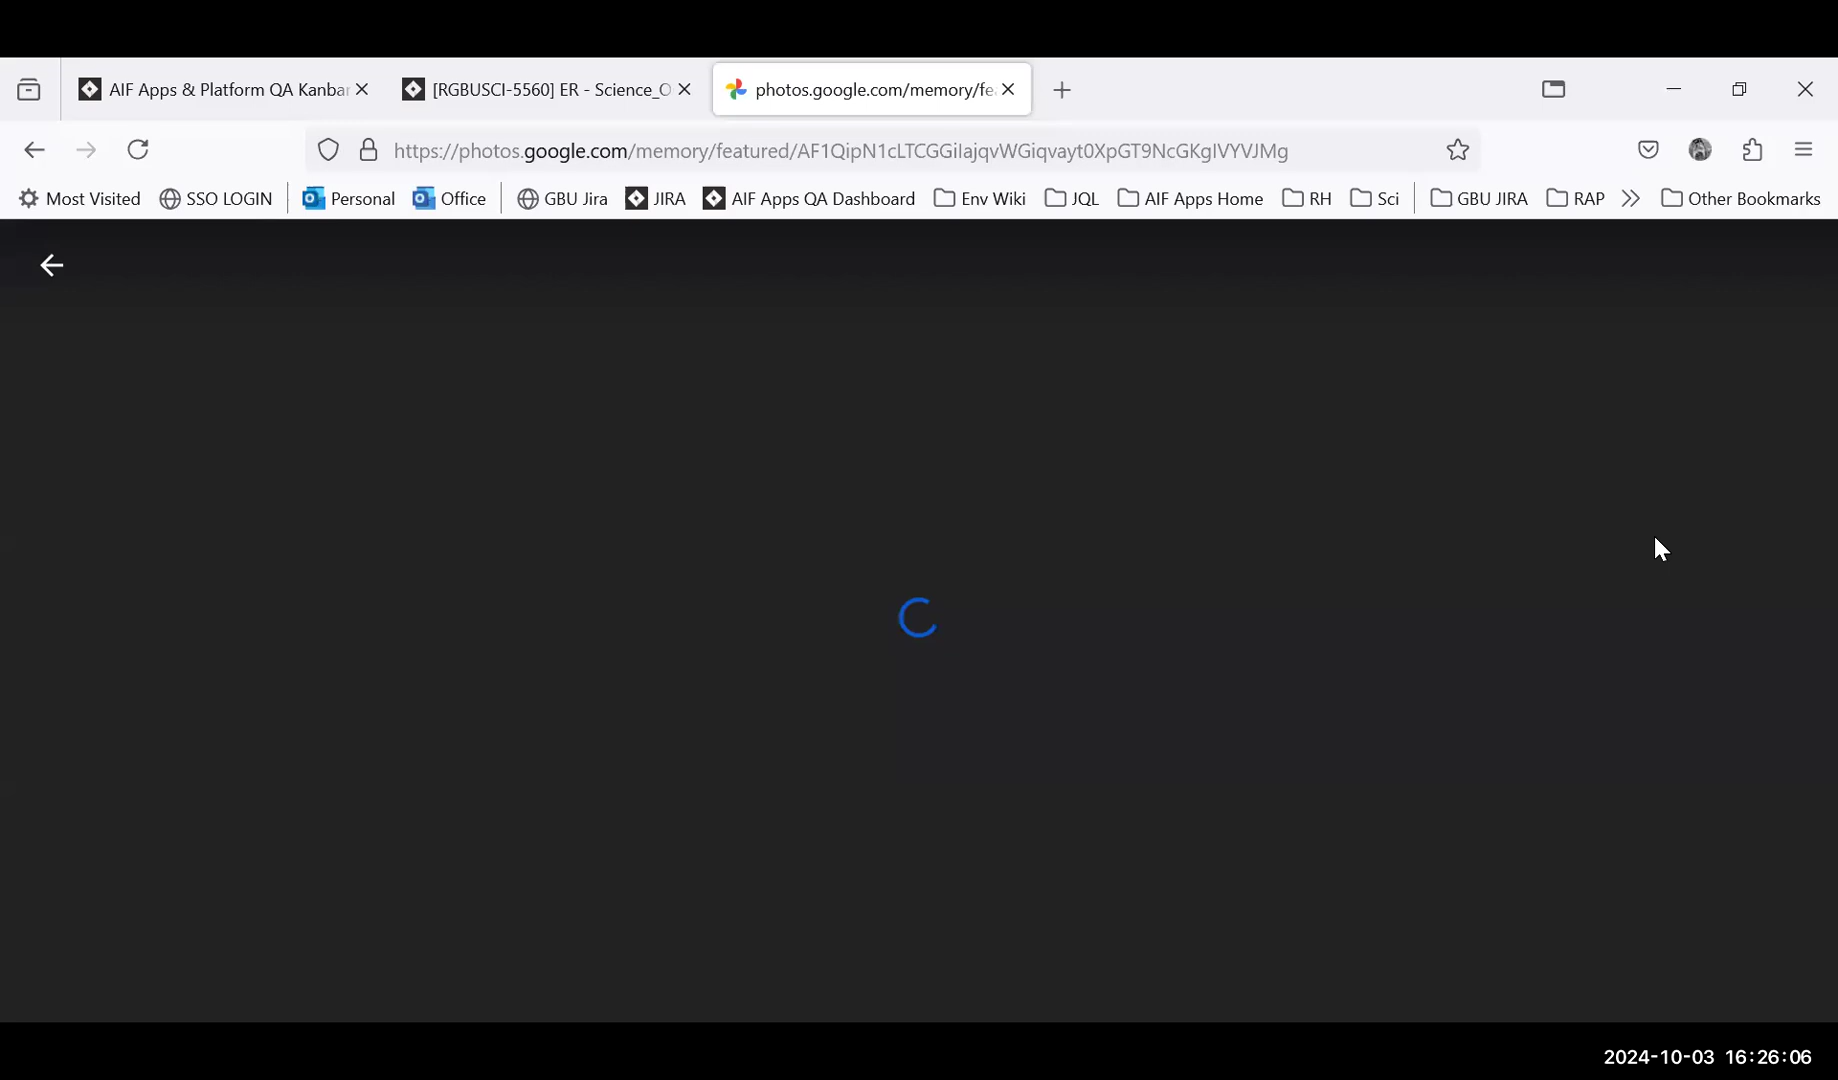 AIF Apps & Platform QA Kanba
[RGBUSCI-5560] ER - Science_O
photos.google.com/memory/fe
https://photos.google.com/memory/featured/AF1QipN1cLTCGGiIajqvWGiqvayt0XpGT9NcGKgIVYVJMg
Most Visited SSO LOGIN Personal Office GBU Jira JIRA AIF Apps QA Dashboard Env Wiki JQL AIF Apps Home RH Sci GBU JIRA RAP Other Bookmarks
2024-10-03 16:26:06